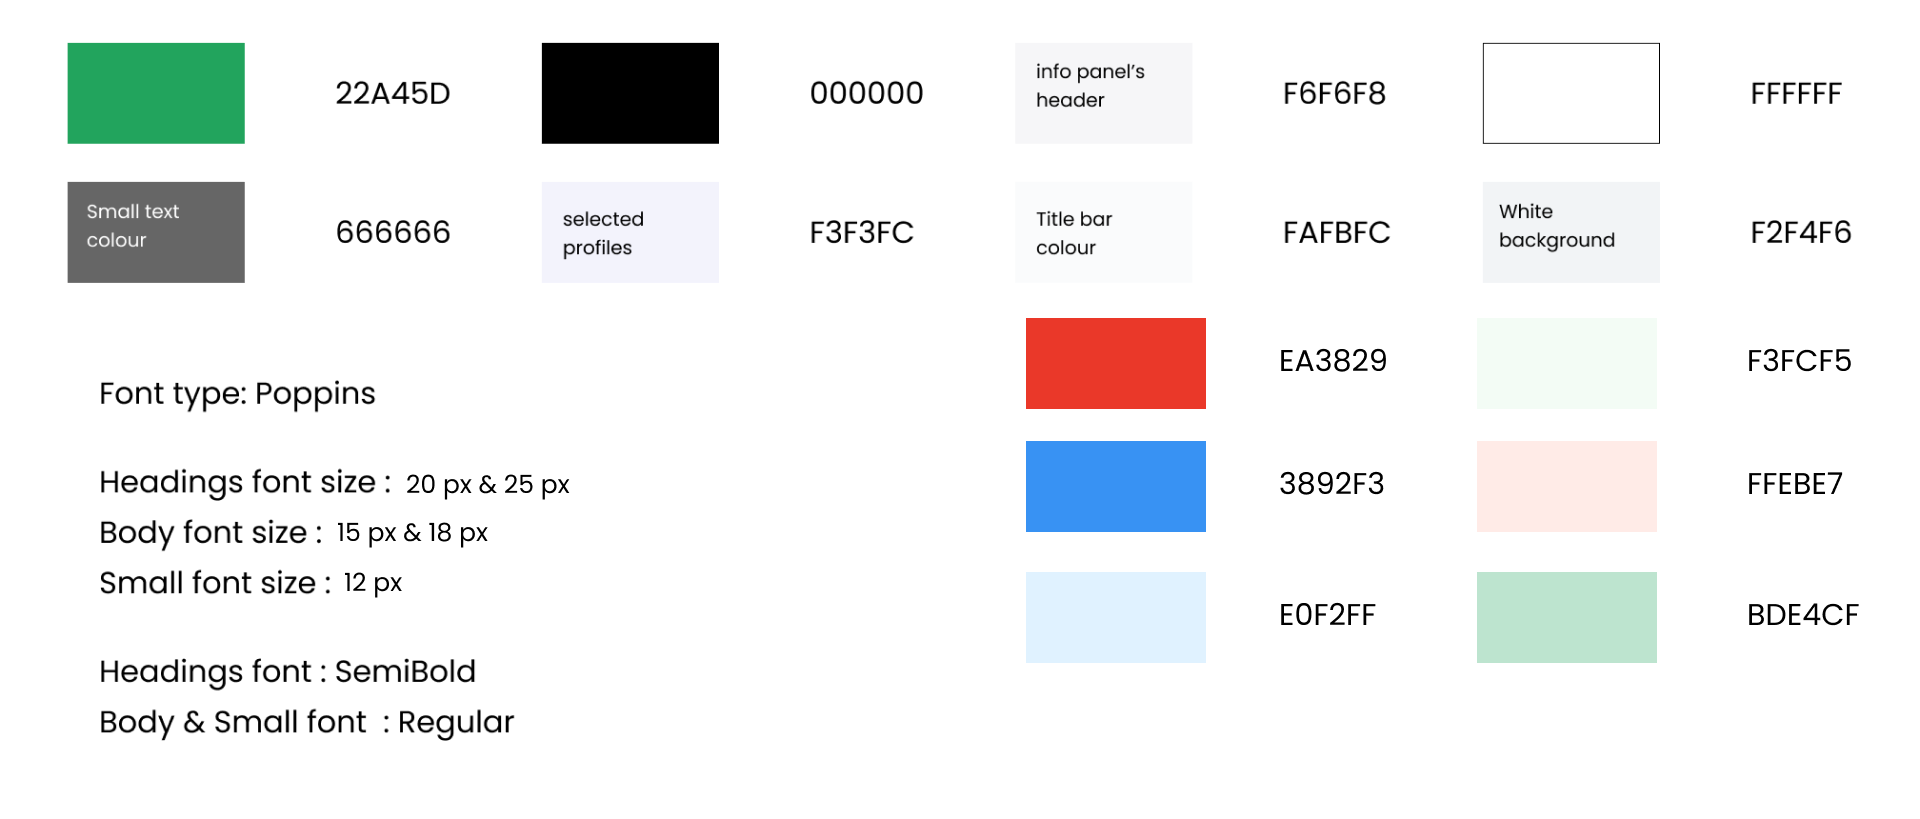 22A45D
000000
info panel's
header
F6F6F8
FFFFFF
Small text
colour
666666
selected
profiles
F3F3FC
Title bar
colour
FAFBFC
White
background
F2F4F6
EA3829
F3FCF5
Font type: Poppins
Headings font size : 20 px & 25 px
3892F3
FFEBE7
Body font size : 15 px & 18 px
Small font size : 12 px
E0F2FF
BDE4CF
Headings font : SemiBold
Body & Small font : Regular